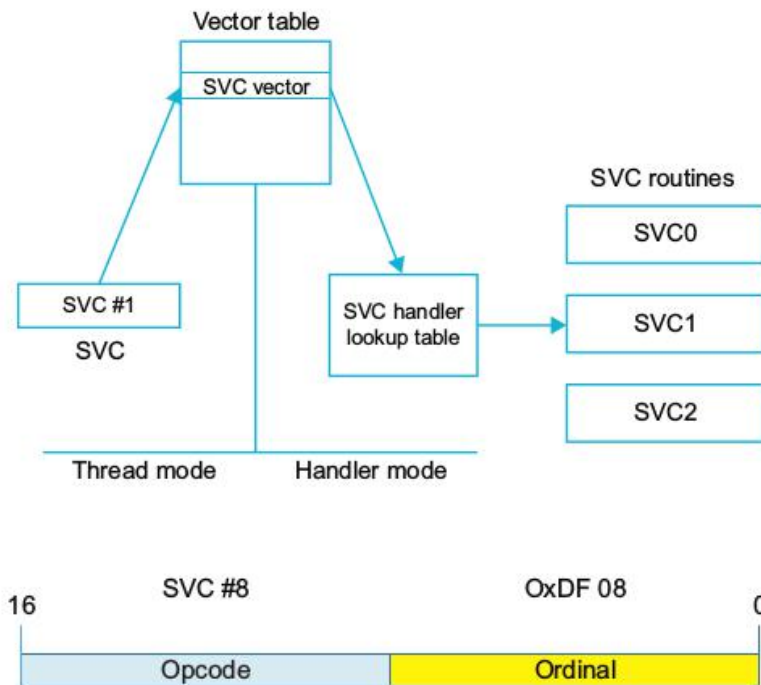 Vector table
SVC vector
SVC routines
SVC0
SVC #1
SVC handler
lookup table
SVC1
SVC
SVC2
Thread mode
Handler mode
SVC #8
OxDF 08
16
0
Opcode
Ordinal